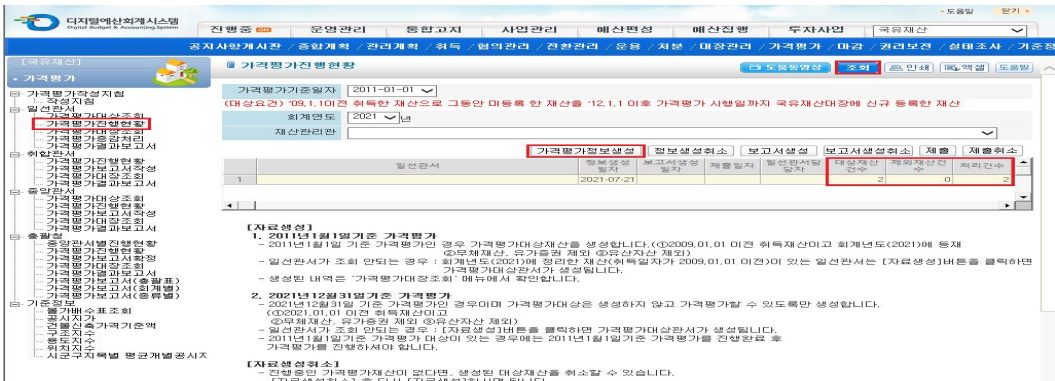 디지털예산회계시스템
Digital Budget & Accounting System
- 도움말 닫기
진행중 운영관리 통합고지 사업관리 예산편성 예산집행 투자사업 국유재산
공지사항게시판 / 종합계획 / 관리계획 / 취득 / 협의관리 / 전환관리 / 운용 / 처분 / 대장관리 / 가격평가 / 마감 / 권리보전 / 실태조사 / 기준정
[국유재산]
• 가격평가
가격평가작성지침
작성지침
일선관서
가격평가대상조회
가격평가진행현황
가격평가대장조회
가격평가증감처리
가격평가결과보고서
취합관서
가격평가진행현황
가격평가보고서작성
가격평가대장조회
가격평가결과보고서
중앙관서
가격평가대상조회
가격평가진행현황
가격평가보고서작성
가격평가대장조회
가격평가결과보고서
총괄청
중앙관서별진행현황
가격평가진행현황
가격평가보고서확정
가격평가대장조회
가격평가결과보고서
가격평가보고서(총괄표)
가격평가보고서(회계별)
가격평가보고서(종류별)
기준정보
물가배수표조회
공시지가
건물신축가격기준액
구조지수
용도지수
위치지수
시군구지목별 평균개별공시지
가격평가진행현황
도움동영상 조회 인쇄 엑셀 도움말
가격평가기준일자 2011-01-01
(대상요건) '09,1,1이전 취득한 재산으로 그동안 미등록 한 재산을 '12,1,1 이후 가격평가 시행일까지 국유재산대장에 신규 등록한 재산
회계연도 2021 년
재산관리관
가격평가정보생성 정보생성취소 보고서생성 보고서생성취소 제출 제출취소
일선관서 정보생성일자 보고서생성일자 제출일자 일선관서담당자 대상재산건수 제외재산건수 처리건수
1 2021-07-21 2 0 2
[자료생성]
1. 2011년1월1일 기준 가격평가
- 2011년1월1일 기준 가격평가인 경우 가격평가대상재산을 생성합니다.(①2009,01,01 이전 취득재산이고 회계년도(2021)에 등재
②무체재산, 유가증권 제외 ③유산자산 제외)
- 일선관서가 조회 안되는 경우 : 회계년도(2021)에 정리한 재산(취득일자가 2009,01,01 이전)이 있는 일선관서는 [자료생성]버튼을 클릭하면
가격평가대상관서가 생성됩니다.
- 생성된 내역은 '가격평가대장조회' 메뉴에서 확인합니다.
2. 2021년12월31일기준 가격평가
- 2021년12월31일 기준 가격평가인 경우이며 가격평가대상은 생성하지 않고 가격평가할 수 있도록만 생성합니다.
(①2021,01,01 이전 취득재산이고
②무체재산, 유가증권 제외 ③유산자산 제외)
- 일선관서가 조회 안되는 경우 : [자료생성]버튼을 클릭하면 가격평가대상관서가 생성됩니다.
- 2011년1월1일기준 가격평가 대상이 있는 경우에는 2011년1월1일기준 가격평가를 진행완료 후
가격평가를 진행하셔야 합니다.
[자료생성취소]
- 진행중인 가격평가재산이 없다면, 생성된 대상재산을 취소할 수 있습니다.